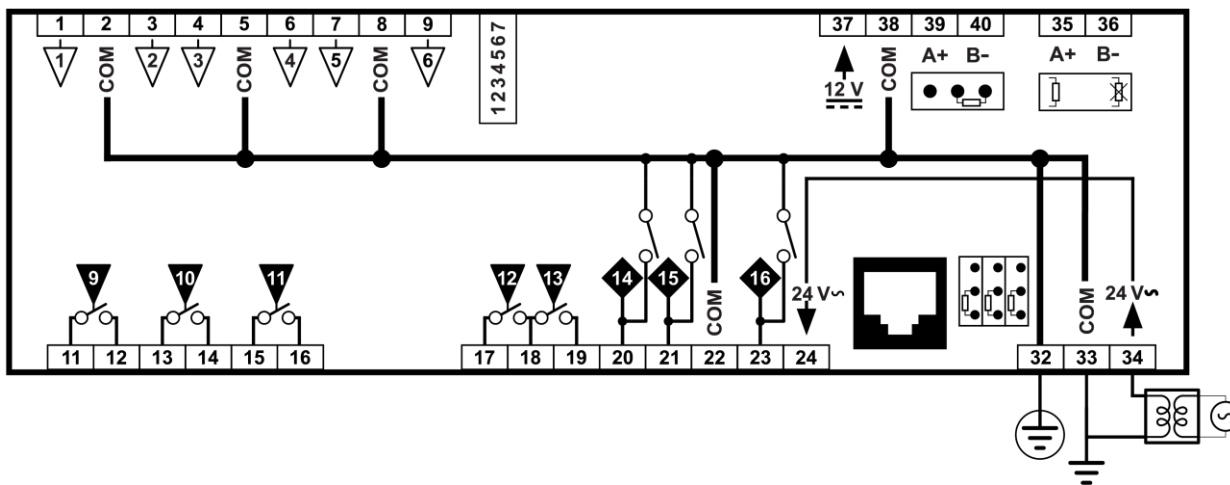 1 2 3 4 5 6 7 8 9 37 38 39 40 35 36
1 COM 2 3 COM 4 5 COM 6 1234567 12 V COM A+ B- A+ B-
9 10 11 12 13 14 15 COM 16 24 V~ COM 24 V~
11 12 13 14 15 16 17 18 19 20 21 22 23 24 32 33 34